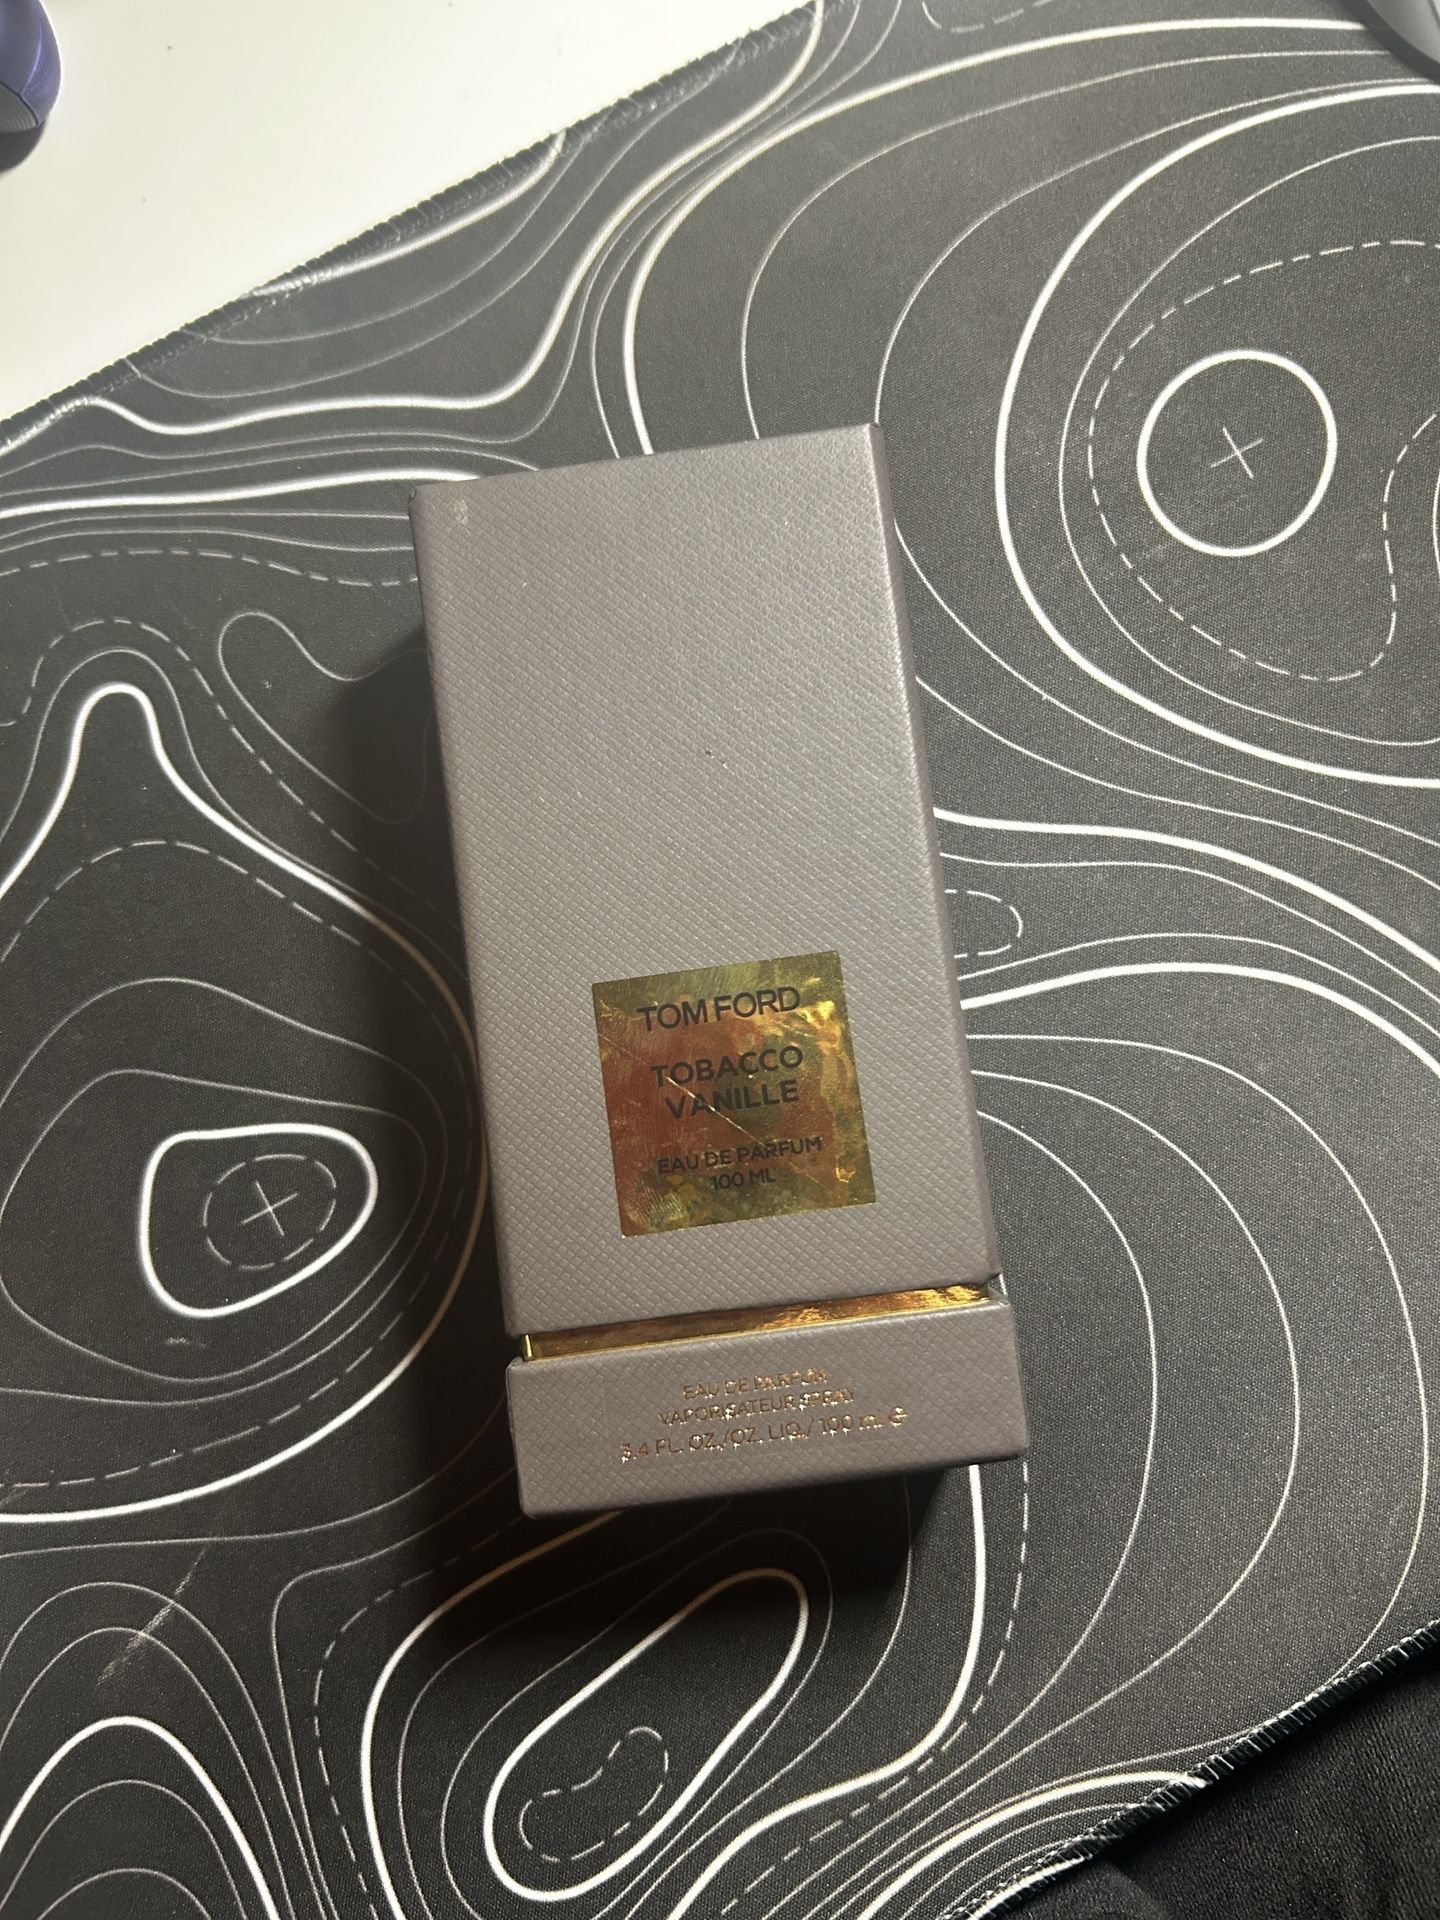 TOM FORD
TOBACCO
VANILLE
EAU DE PARFUM
100 ML
EAU DE PARFUM
VAPORISATEUR SPRAY
3.4 FL. OZ./OZ. LIQ./ 100 ml ℮